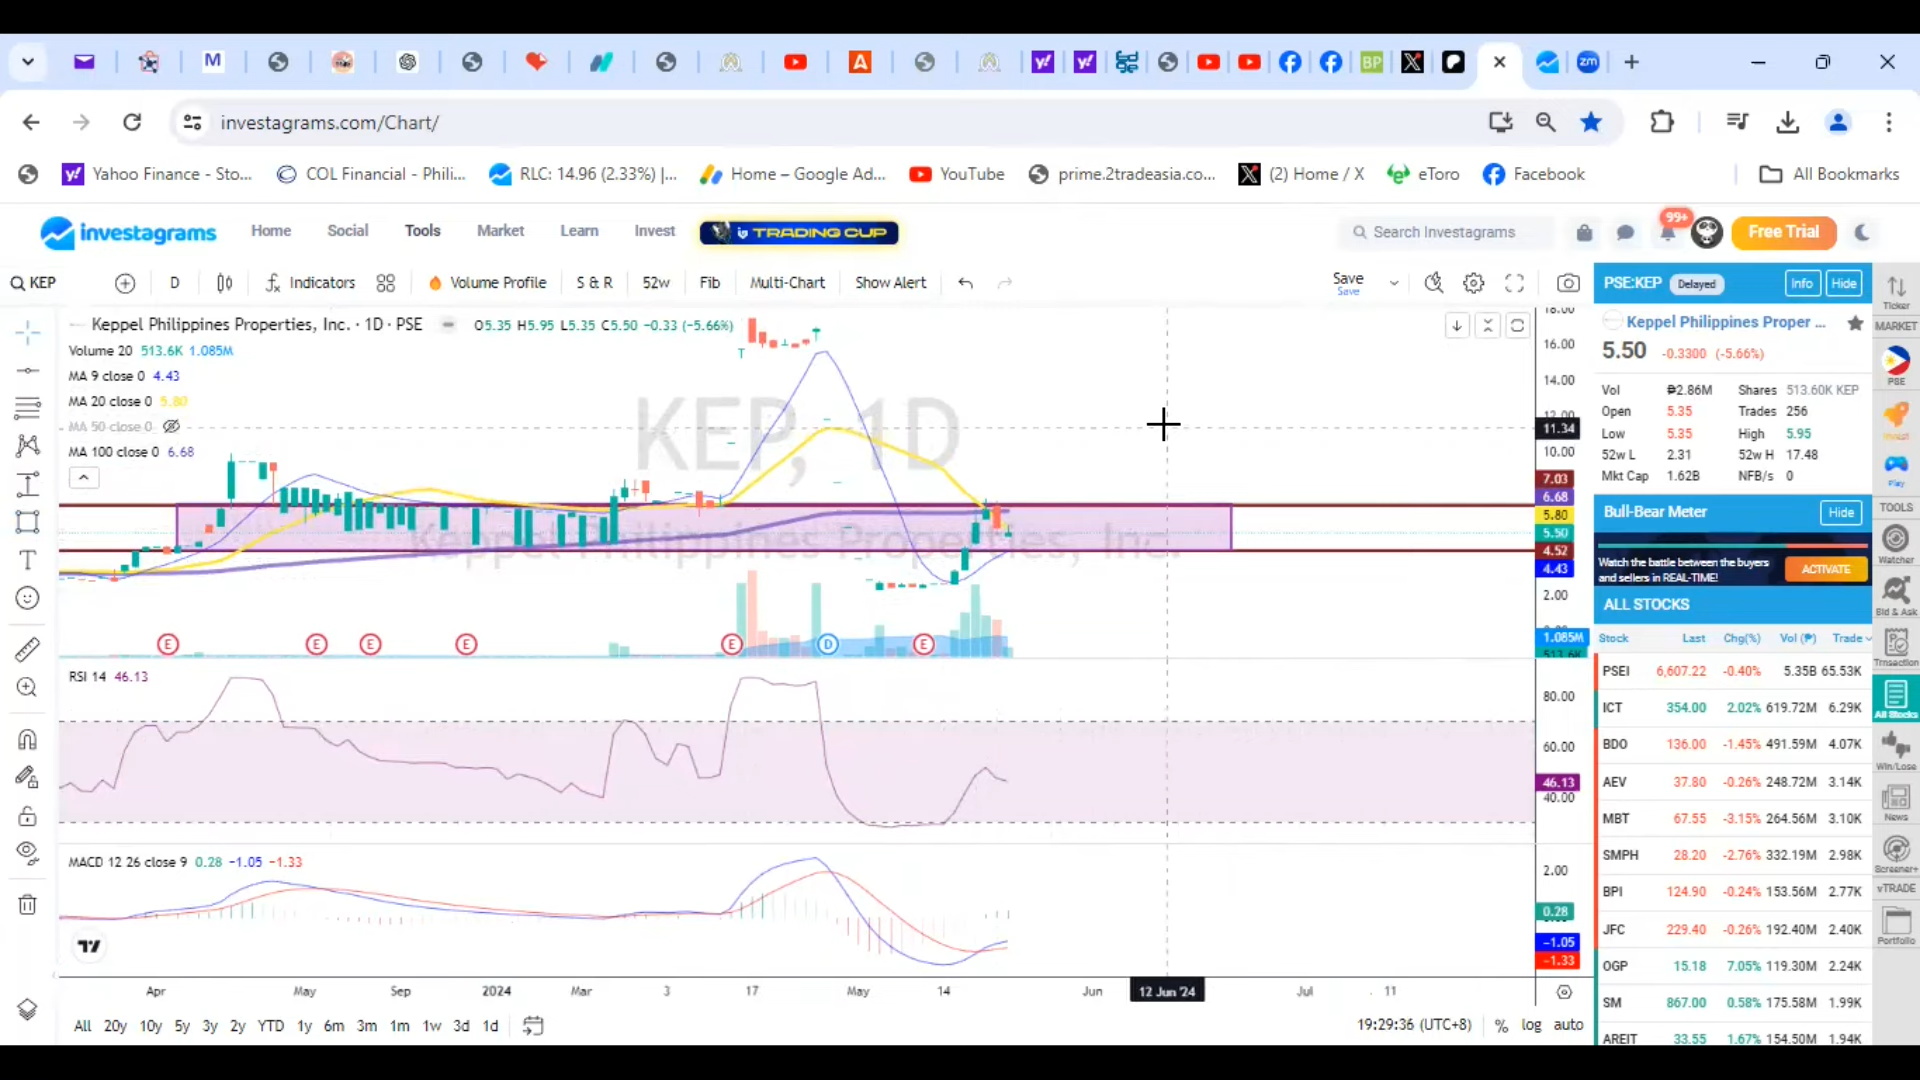 M
A
BP
zm
investagrams.com/Chart/
Yahoo Finance - Sto...
COL Financial - Phili...
RLC: 14.96 (2.33%) |...
Home – Google Ad...
YouTube
prime.2tradeasia.co...
(2) Home / X
eToro
Facebook
All Bookmarks
investagrams
Home
Social
Tools
Market
Learn
Invest
TRADING CUP
Search Investagrams
99+
Free Trial
KEP
D
Indicators
Volume Profile
S & R
52w
Fib
Multi-Chart
Show Alert
Save
Save
Keppel Philippines Properties, Inc. · 1D · PSE
O5.35 H5.95 L5.35 C5.50 −0.33 (−5.66%)
Volume 20 513.6K 1.085M
MA 9 close 0 4.43
MA 20 close 0 5.80
MA 50 close 0
MA 100 close 0 6.68
KEP, 1D
Keppel Philippines Properties, Inc.
18.00
16.00
14.00
12.00
11.34
10.00
7.03
6.68
5.80
5.50
4.52
4.43
2.00
1.085M
513.6K
E
E
E
E
E
D
E
RSI 14 46.13
80.00
60.00
46.13
40.00
MACD 12 26 close 9 0.28 −1.05 −1.33
2.00
0.28
−1.05
−1.33
Apr
May
Sep
2024
Mar
3
17
May
14
Jun
12 Jun '24
Jul
11
All 20y 10y 5y 3y 2y YTD 1y 6m 3m 1m 1w 3d 1d
19:29:36 (UTC+8)
% log auto
PSE:KEP Delayed Info Hide
Keppel Philippines Proper ...
5.50 -0.3300 (-5.66%)
Vol ₱2.86M Shares 513.60K KEP
Open 5.35 Trades 256
Low 5.35 High 5.95
52w L 2.31 52w H 17.48
Mkt Cap 1.62B NFB/s 0
Bull-Bear Meter Hide
Watch the battle between the buyers
and sellers in REAL-TIME!
ACTIVATE
ALL STOCKS
Stock Last Chg(%) Vol (₱) Trade
PSEI 6,607.22 -0.40% 5.35B 65.53K
ICT 354.00 2.02% 619.72M 6.29K
BDO 136.00 -1.45% 491.59M 4.07K
AEV 37.80 -0.26% 248.72M 3.14K
MBT 67.55 -3.15% 264.56M 3.10K
SMPH 28.20 -2.76% 332.19M 2.98K
BPI 124.90 -0.24% 153.56M 2.77K
JFC 229.40 -0.26% 192.40M 2.40K
OGP 15.18 7.05% 119.30M 2.24K
SM 867.00 0.58% 175.58M 1.99K
AREIT 33.55 1.67% 154.50M 1.94K
Ticker
MARKET
PSE
Invest
Play
TOOLS
Watcher
Bid & Ask
Trnsaction
All Stocks
Win/Lose
News
Screener+
vTRADE
Portfolio